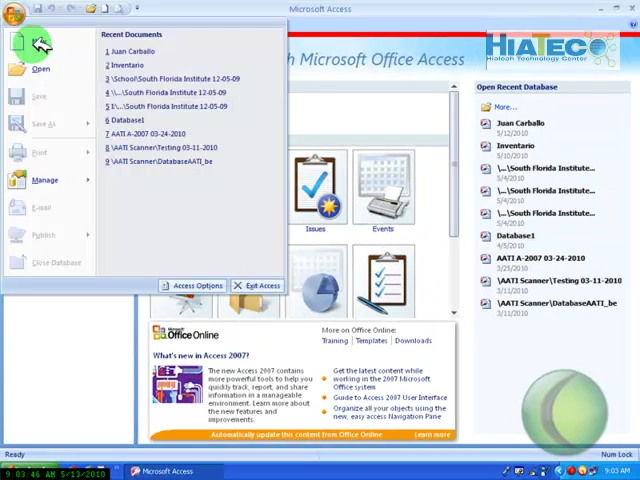 Microsoft Access
HiATeC
Hialeah Technology Center
h Microsoft Office Access
Recent Documents
1 Juan Carballo
2 Inventario
3 \School\South Florida Institute 12-05-09
4 \\...\South Florida Institute 12-05-09
5 I:\...\South Florida Institute 12-05-09
6 Database1
7 AATI A-2007 03-24-2010
8 \AATI Scanner\Testing 03-11-2010
9 \AATI Scanner\DatabaseAATI_be
Open
Save
Save As
Print
Manage
E-mail
Publish
Close Database
Access Options
Exit Access
Issues
Events
Open Recent Database
More...
Juan Carballo
5/12/2010
Inventario
5/10/2010
\...\South Florida Institute...
5/4/2010
\...\South Florida Institute...
5/4/2010
\...\South Florida Institute...
5/4/2010
Database1
4/5/2010
AATI A-2007 03-24-2010
3/25/2010
\AATI Scanner\Testing 03-11-2010
3/11/2010
\AATI Scanner\DatabaseAATI_be
3/11/2010
Microsoft
Office Online
More on Office Online:
Training | Templates | Downloads
What's new in Access 2007?
The new Access 2007 contains
more powerful tools to help you
quickly track, report, and share
information in a manageable
environment. Learn more about
the new features and
improvements.
Get the latest content while
working in the 2007 Microsoft
Office system
Guide to Access 2007 User Interface
Organize all your objects using the
new, easy access Navigation Pane
Automatically update this content from Office Online
Learn more
Ready
Num Lock
9:03:46 AM 5/13/2010
Microsoft Access
9:03 AM